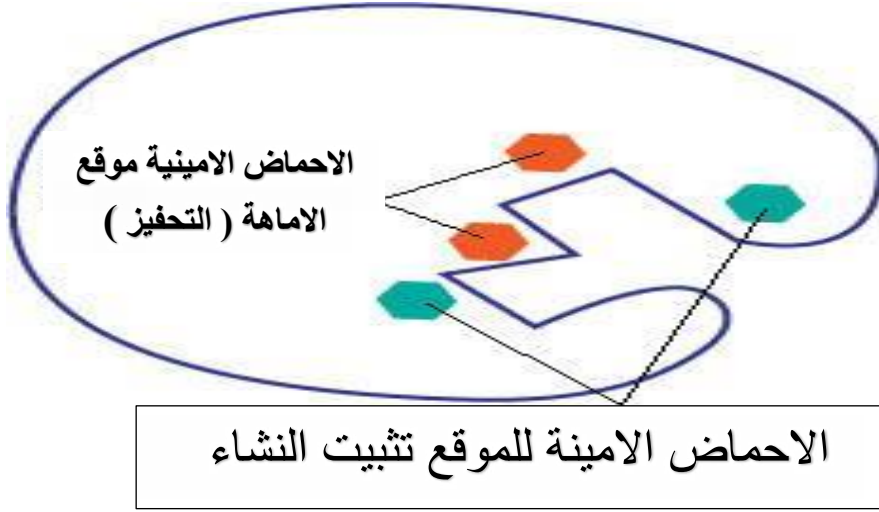 الاحماض الامينية موقع
الاماهة ( التحفيز )
الاحماض الامينة للموقع تثبيت النشاء